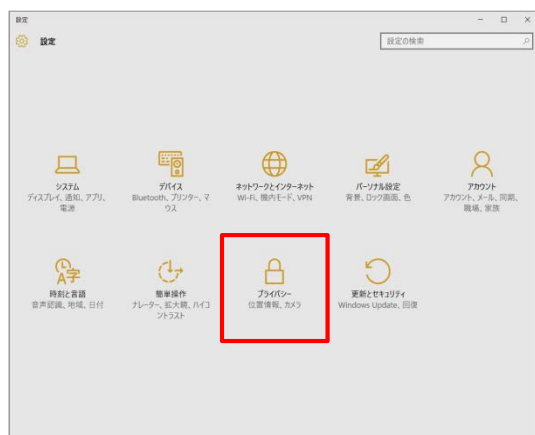 設定
設定
設定の検索
システム
ディスプレイ、通知、アプリ、
電源
デバイス
Bluetooth、プリンター、マ
ウス
ネットワークとインターネット
Wi-Fi、機内モード、VPN
パーソナル設定
背景、ロック画面、色
アカウント
アカウント、メール、同期、
職場、家族
時刻と言語
音声認識、地域、日付
簡単操作
ナレーター、拡大鏡、ハイコ
ントラスト
プライバシー
位置情報、カメラ
更新とセキュリティ
Windows Update、回復